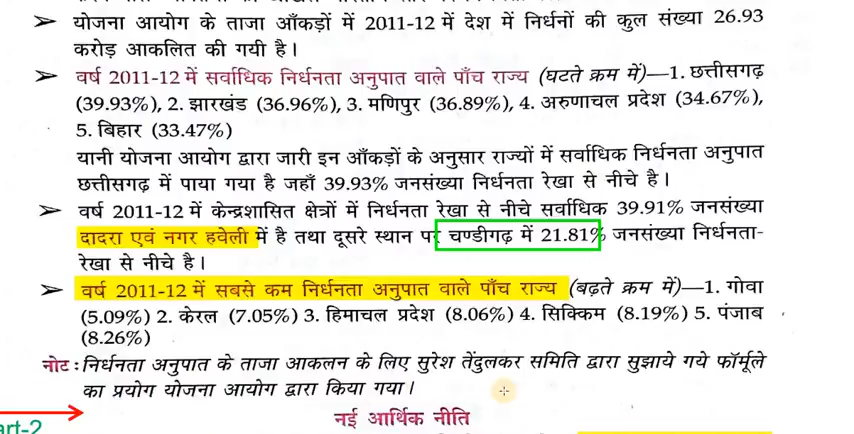 योजना आयोग के ताजा आँकड़ों में 2011-12 में देश में निर्धनों की कुल संख्या 26.93
करोड़ आकलित की गयी है।
वर्ष 2011-12 में सर्वाधिक निर्धनता अनुपात वाले पाँच राज्य (घटते क्रम में)—1. छत्तीसगढ़
(39.93%), 2. झारखंड (36.96%), 3. मणिपुर (36.89%), 4. अरुणाचल प्रदेश (34.67%),
5. बिहार (33.47%)
यानी योजना आयोग द्वारा जारी इन आँकड़ों के अनुसार राज्यों में सर्वाधिक निर्धनता अनुपात
छत्तीसगढ़ में पाया गया है जहाँ 39.93% जनसंख्या निर्धनता रेखा से नीचे है।
वर्ष 2011-12 में केन्द्रशासित क्षेत्रों में निर्धनता रेखा से नीचे सर्वाधिक 39.91% जनसंख्या
दादरा एवं नगर हवेली में है तथा दूसरे स्थान पर चण्डीगढ़ में 21.81% जनसंख्या निर्धनता-
रेखा से नीचे है।
वर्ष 2011-12 में सबसे कम निर्धनता अनुपात वाले पाँच राज्य (बढ़ते क्रम में)—1. गोवा
(5.09%) 2. केरल (7.05%) 3. हिमाचल प्रदेश (8.06%) 4. सिक्किम (8.19%) 5. पंजाब
(8.26%)
नोट: निर्धनता अनुपात के ताजा आकलन के लिए सुरेश तेंदुलकर समिति द्वारा सुझाये गये फॉर्मूले
का प्रयोग योजना आयोग द्वारा किया गया।
art-2
नई आर्थिक नीति